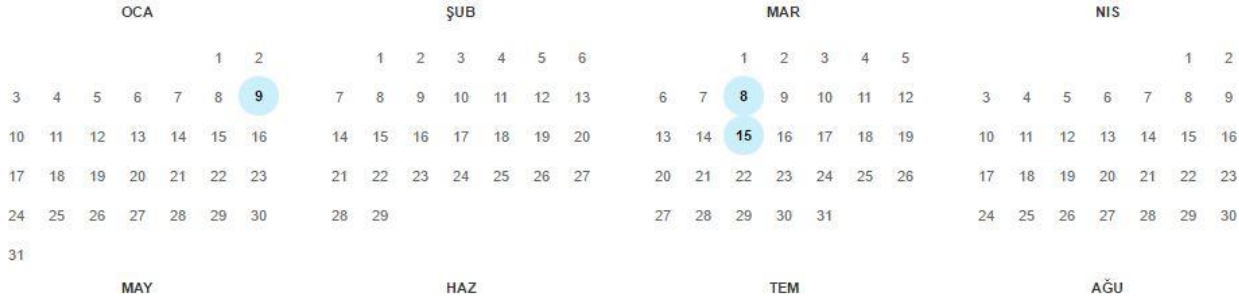 OCA ŞUB MAR NIS
1 2 1 2 3 4 5 6 1 2 3 4 5 1 2
3 4 5 6 7 8 9 7 8 9 10 11 12 13 6 7 8 9 10 11 12 3 4 5 6 7 8 9
10 11 12 13 14 15 16 14 15 16 17 18 19 20 13 14 15 16 17 18 19 10 11 12 13 14 15 16
17 18 19 20 21 22 23 21 22 23 24 25 26 27 20 21 22 23 24 25 26 17 18 19 20 21 22 23
24 25 26 27 28 29 30 28 29 27 28 29 30 31 24 25 26 27 28 29 30
31
MAY HAZ TEM AĞU